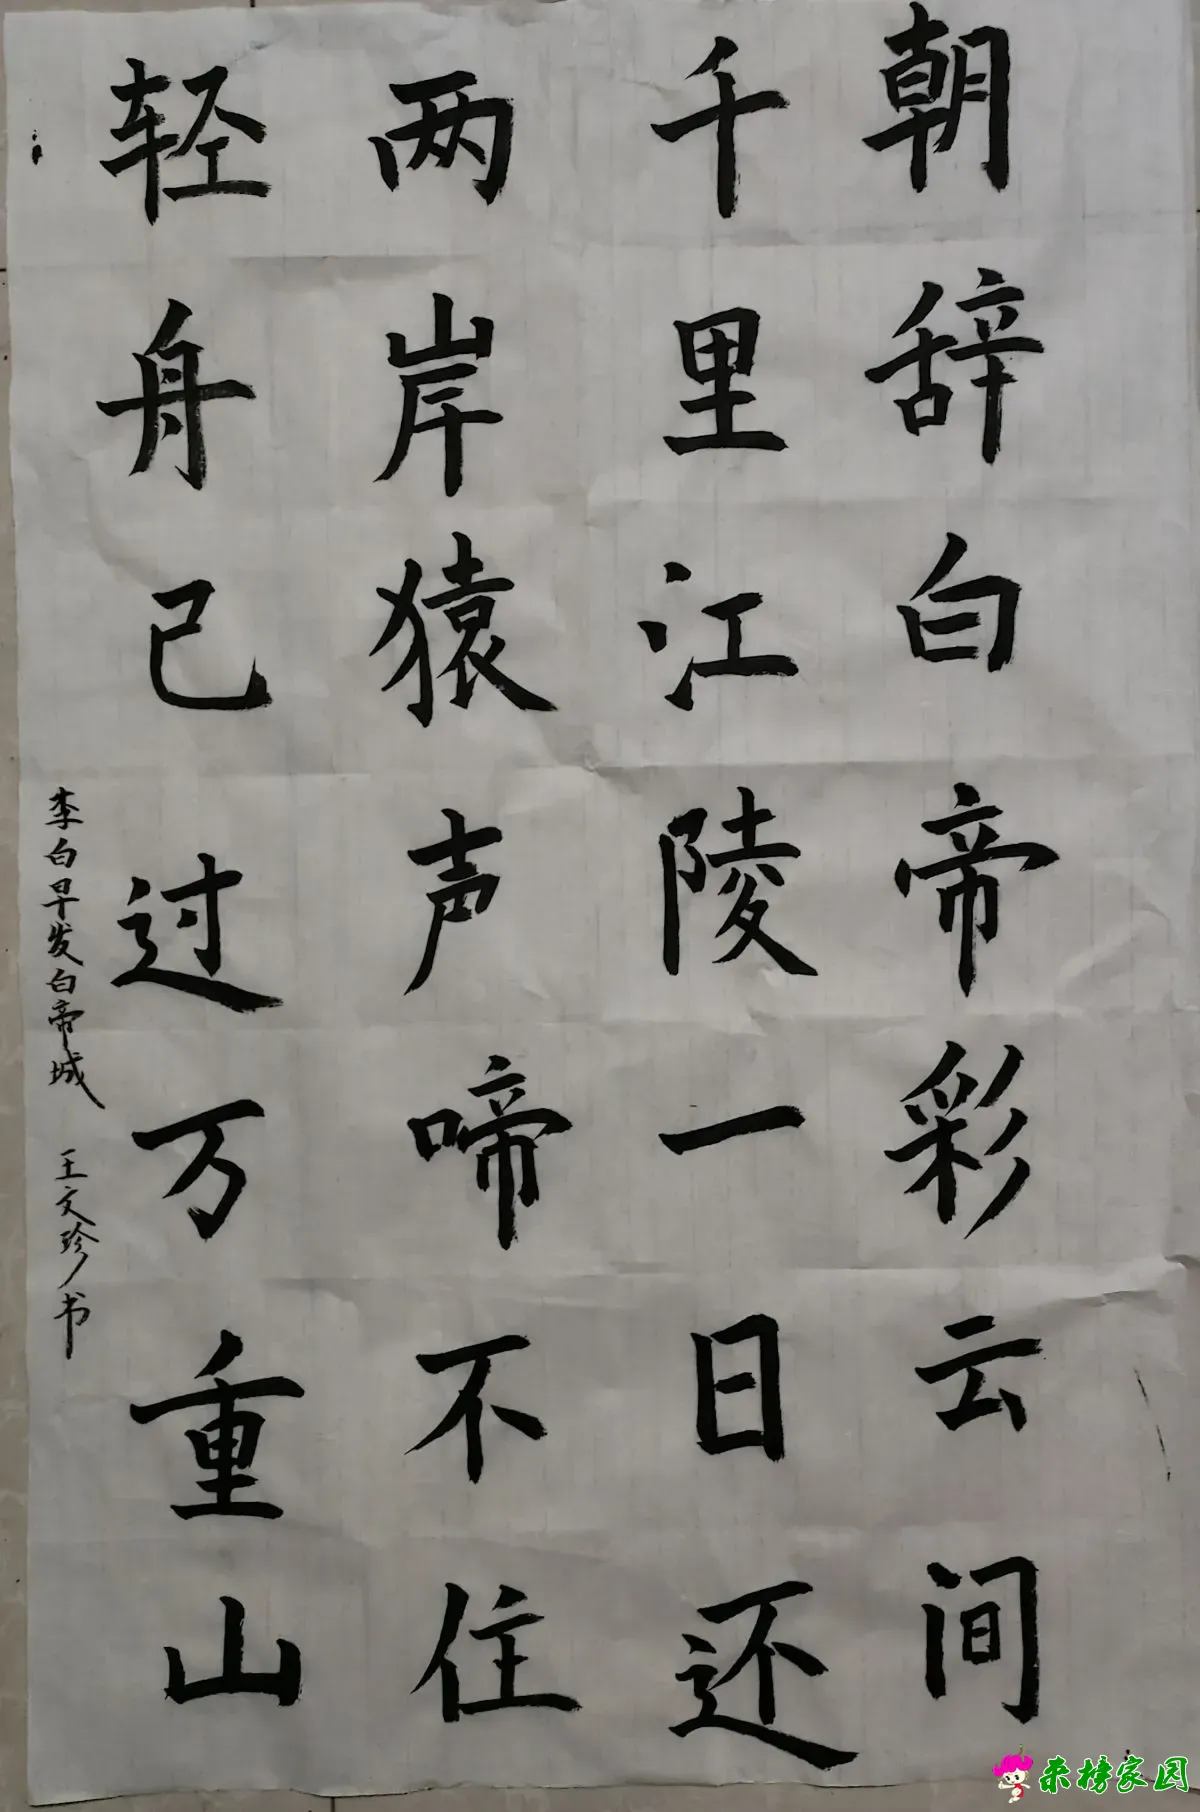 朝辞白帝彩云间
千里江陵一日还
两岸猿声啼不住
轻舟已过万重山
李白早发白帝城 王文珍书
来榜家园